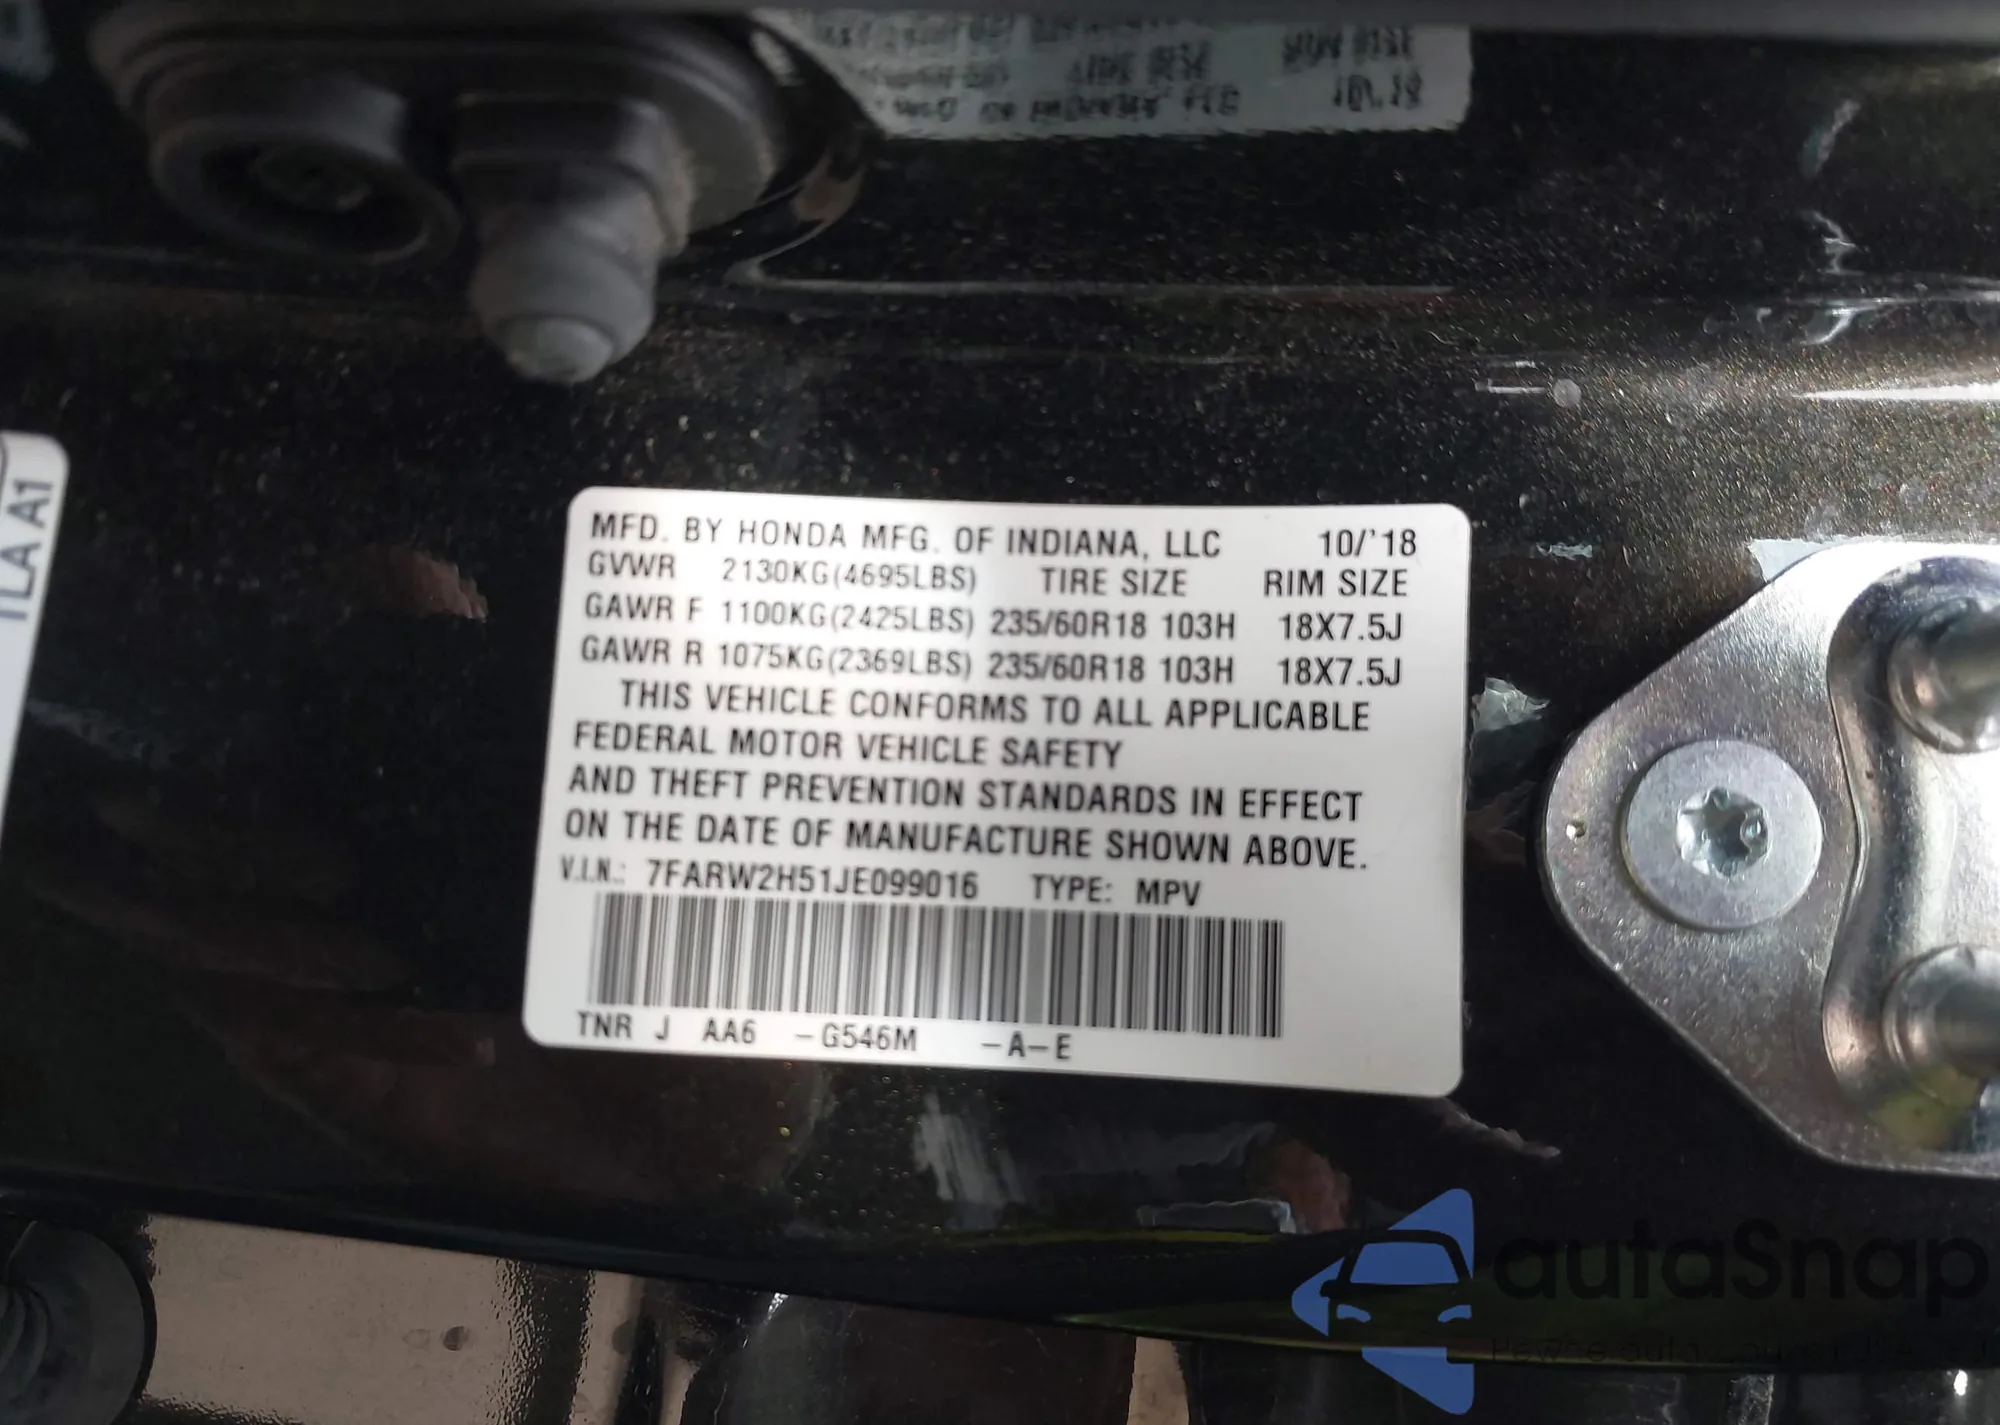 TLA A1
MFD. BY HONDA MFG. OF INDIANA, LLC 10/'18
GVWR 2130KG(4695LBS) TIRE SIZE RIM SIZE
GAWR F 1100KG(2425LBS) 235/60R18 103H 18X7.5J
GAWR R 1075KG(2369LBS) 235/60R18 103H 18X7.5J
THIS VEHICLE CONFORMS TO ALL APPLICABLE
FEDERAL MOTOR VEHICLE SAFETY
AND THEFT PREVENTION STANDARDS IN EFFECT
ON THE DATE OF MANUFACTURE SHOWN ABOVE.
V.I.N.: 7FARW2H51JE099016 TYPE: MPV
TNR J AA6 -G546M -A-E
autaSnap